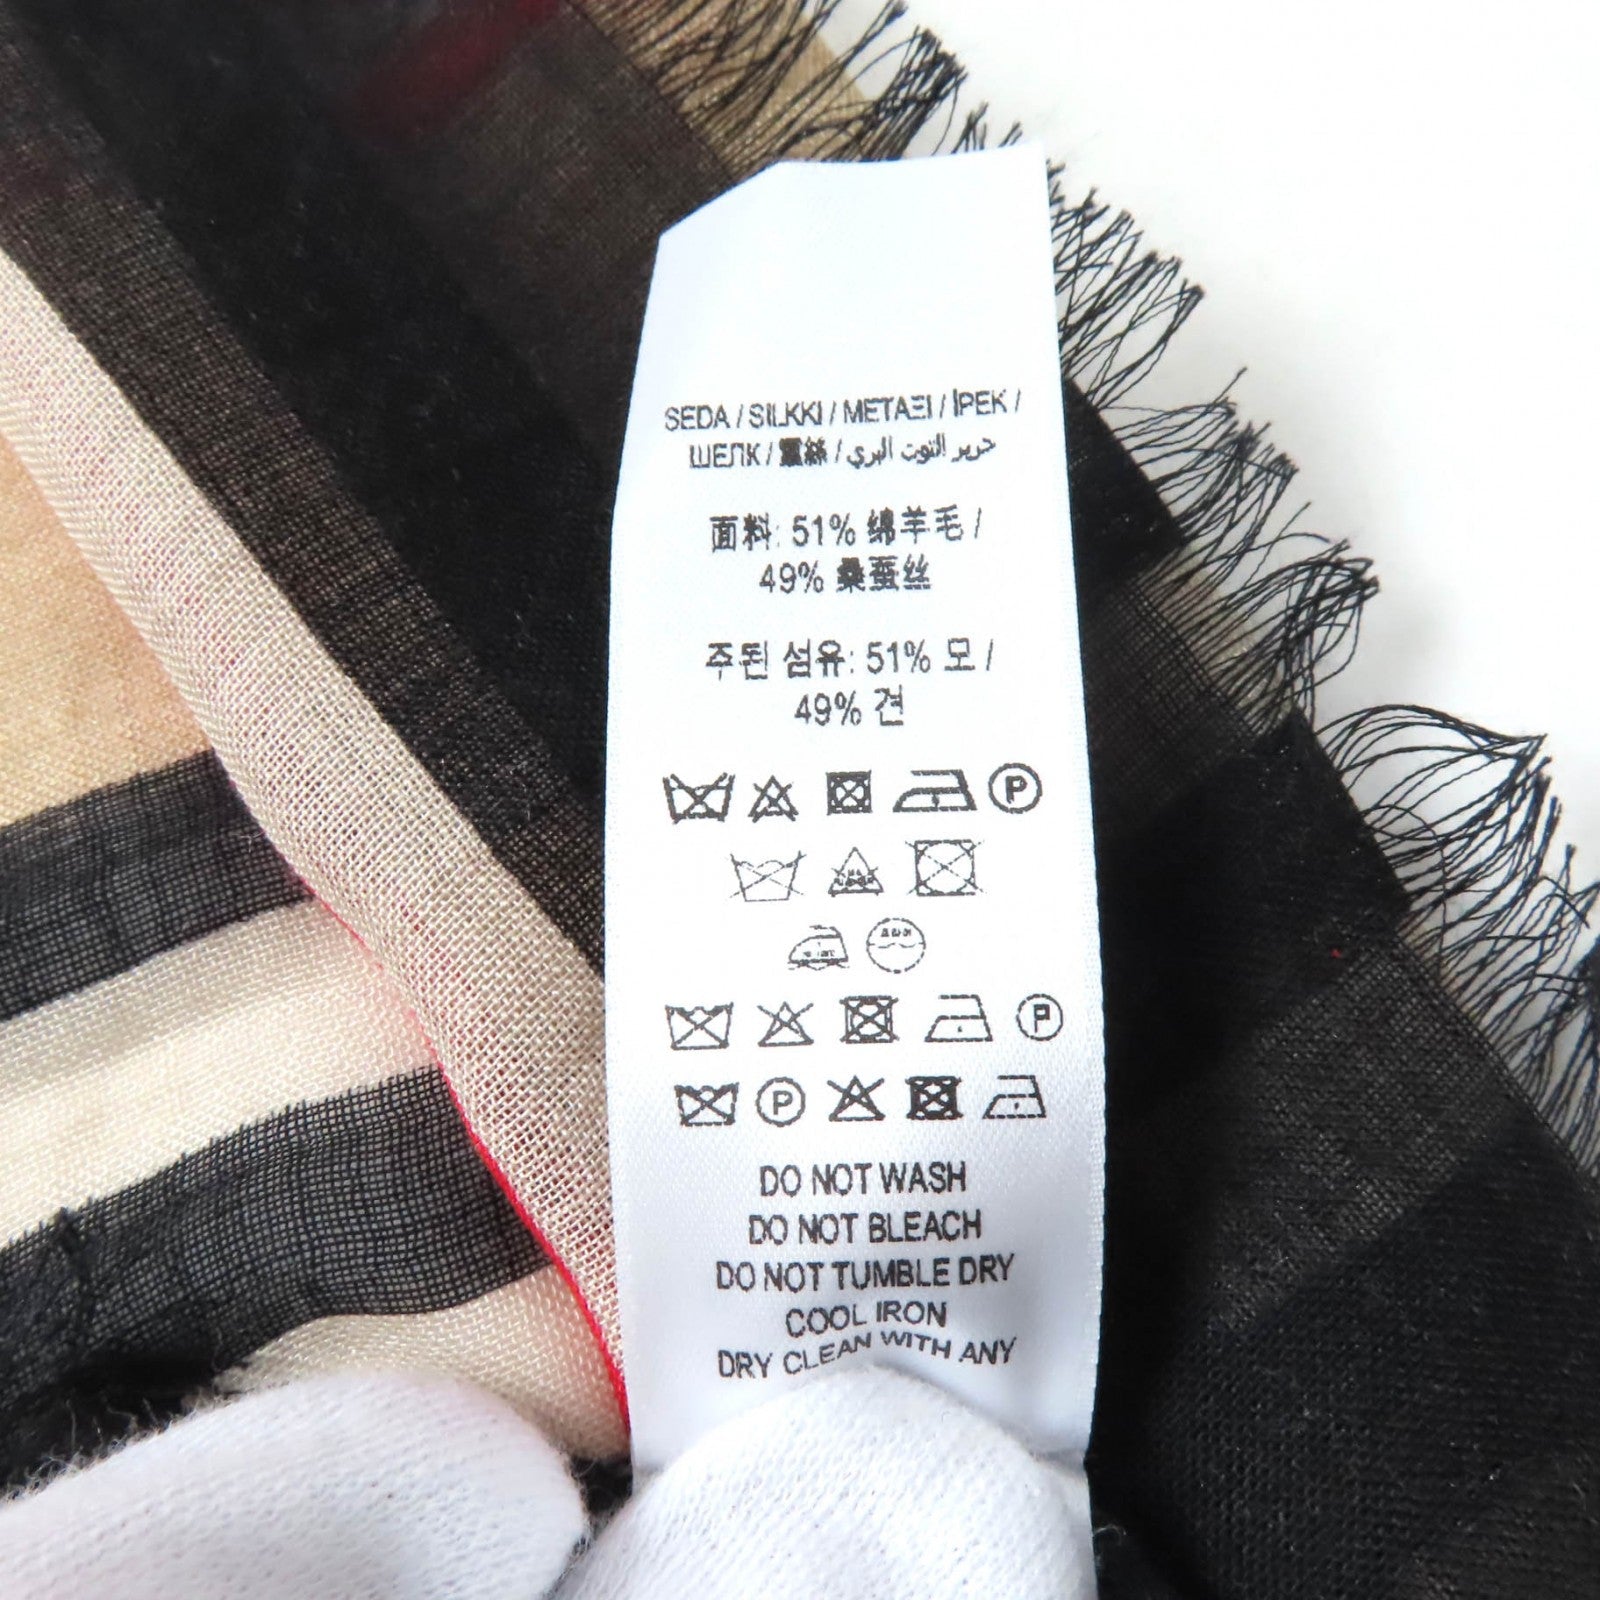 SEDA / SILKKI / ΜΕΤΑΞΙ / İPEK /
ШЕЛК / 蠶絲 / حرير التوت البري
面料: 51% 绵羊毛 /
49% 桑蚕丝
주된 섬유: 51% 모 /
49% 견
P
P
P
DO NOT WASH
DO NOT BLEACH
DO NOT TUMBLE DRY
COOL IRON
DRY CLEAN WITH ANY